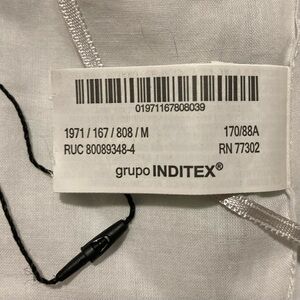 01971167808039
1971 / 167 / 808 / M 170/88A
RUC 80089348-4 RN 77302
grupo INDITEX®